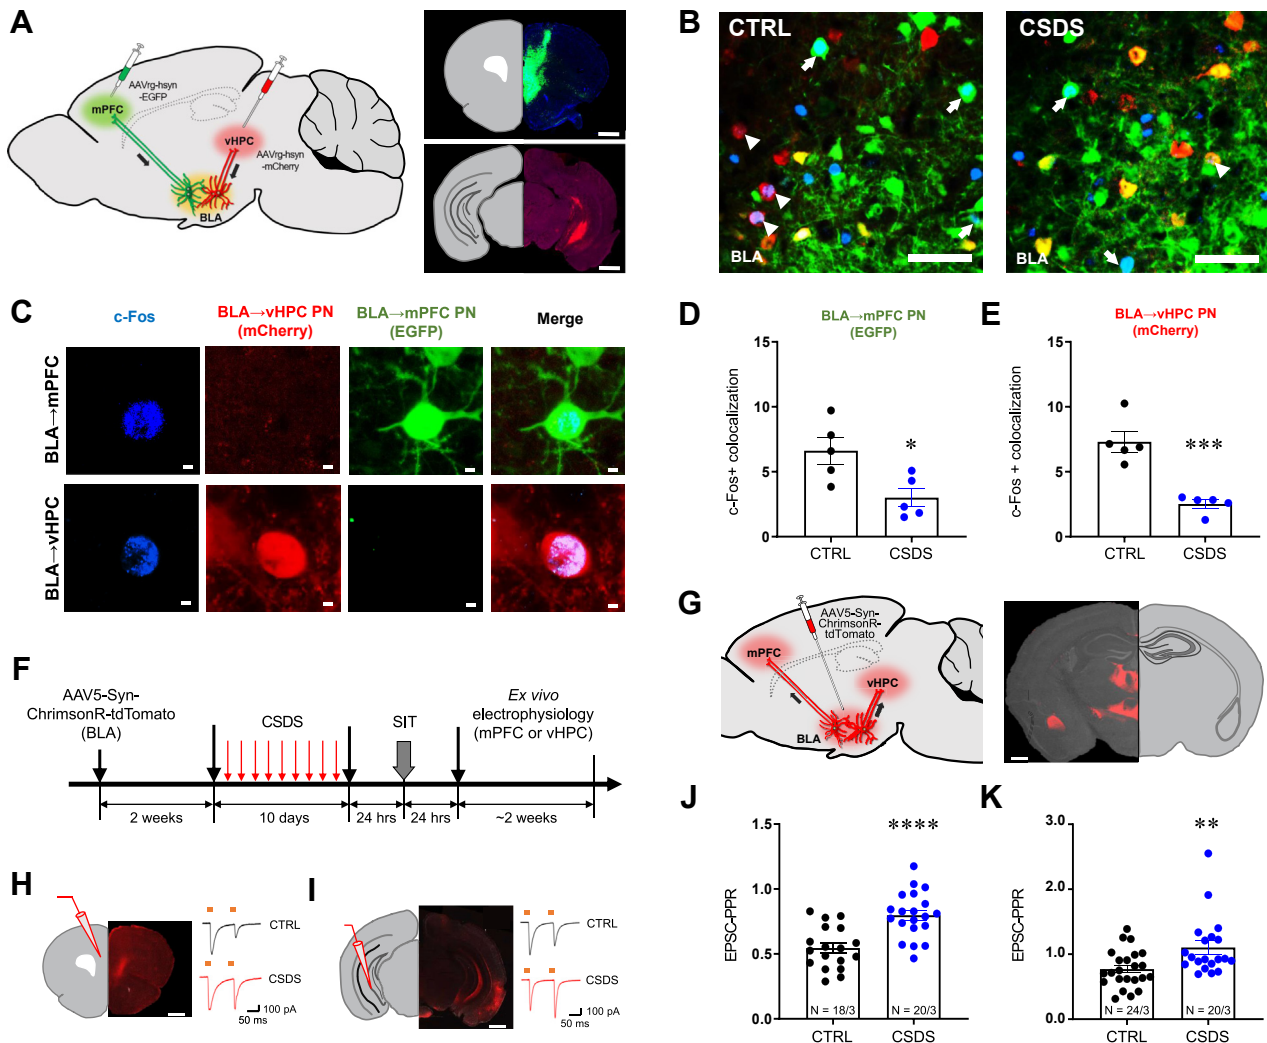 A
AAVrg-hsyn
-EGFP
mPFC
vHPC
AAVrg-hsyn
-mCherry
BLA
B
CTRL
BLA
CSDS
BLA
C
c-Fos
BLA→vHPC PN
(mCherry)
BLA→mPFC PN
(EGFP)
Merge
BLA→mPFC
BLA→vHPC
D
BLA→mPFC PN
(EGFP)
c-Fos+ colocalization
15
10
5
0
*
CTRL
CSDS
E
BLA→vHPC PN
(mCherry)
c-Fos + colocalization
15
10
5
0
***
CTRL
CSDS
F
AAV5-Syn-
ChrimsonR-tdTomato
(BLA)
CSDS
SIT
Ex vivo
electrophysiology
(mPFC or vHPC)
2 weeks
10 days
24 hrs
24 hrs
~2 weeks
G
AAV5-Syn-
ChrimsonR-
tdTomato
mPFC
vHPC
BLA
H
CTRL
CSDS
100 pA
50 ms
I
CTRL
CSDS
100 pA
50 ms
J
EPSC-PPR
1.5
1.0
0.5
0.0
****
N = 18/3
N = 20/3
CTRL
CSDS
K
EPSC-PPR
3.0
2.0
1.0
0.0
**
N = 24/3
N = 20/3
CTRL
CSDS